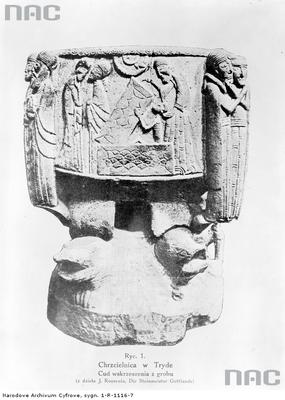 NAC
NAC
Ryc. 1.
Chrzcielnica w Tryde
Cud wskrzeszenia z grobu
(z dzieła J. Roosvala, Die Steinmeister Gottlands)
Narodowe Archiwum Cyfrowe, sygn. 1-R-1116-7
NAC